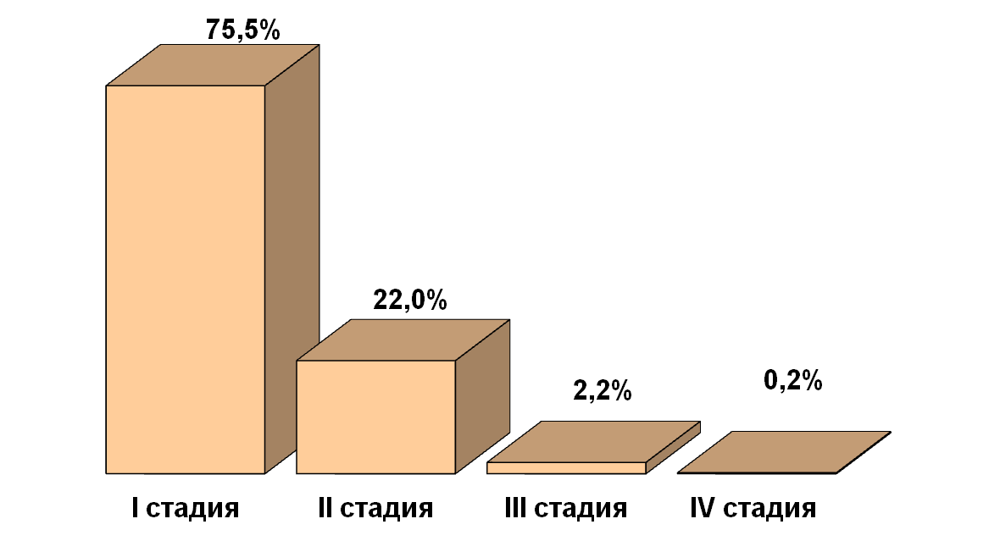 75,5%
22,0%
2,2%
0,2%
I стадия
II стадия
III стадия
IV стадия